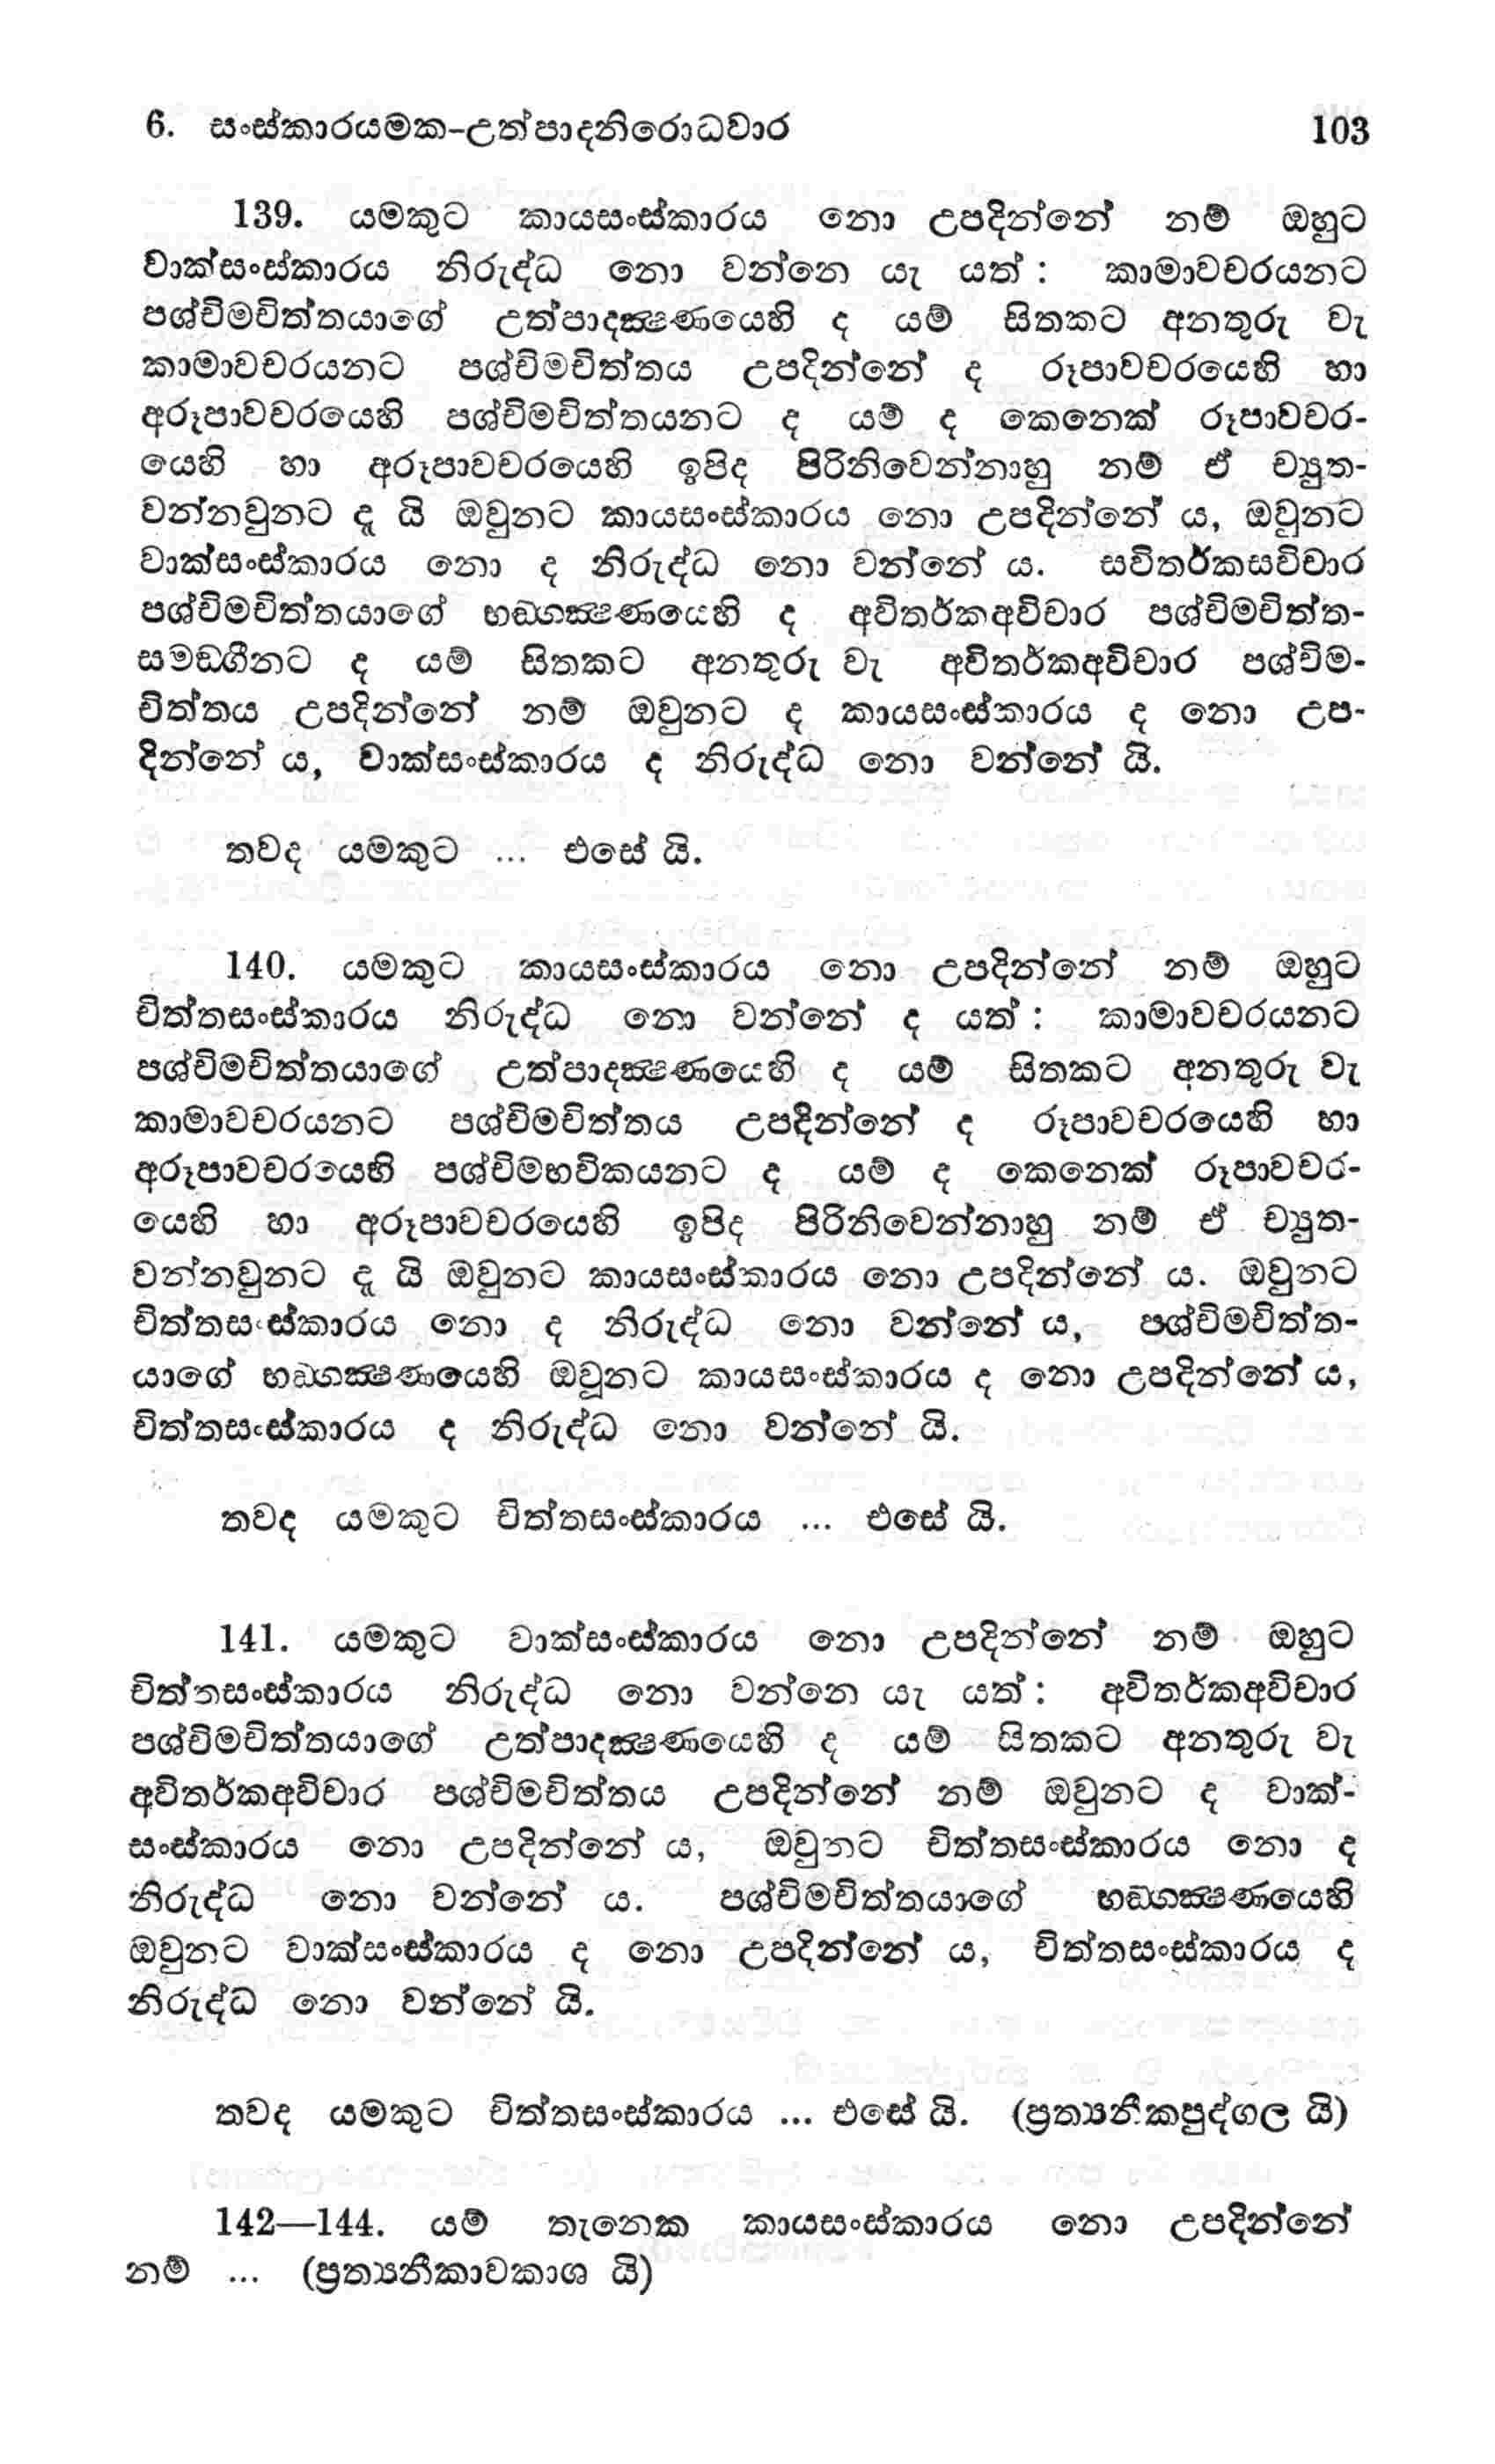 6. සංස්කාරයමක-උත්පාදනිරොධවාර 103
139. යමකුට කායසංස්කාරය නො උපදින්නේ නම් ඔහුට
වාක්සංස්කාරය නිරුද්ධ නො වන්නෙ යැ යත් : කාමාවචරයනට
පශ්චිමචිත්තයාගේ උත්පාදක්‍ෂණයෙහි ද යම් සිතකට අනතුරු වැ
කාමාවචරයනට පශ්චිමචිත්තය උපදින්නේ ද රූපාවචරයෙහි හා
අරූපාවචරයෙහි පශ්චිමචිත්තයනට ද යම් ද කෙනෙක් රූපාවචර-
යෙහි හා අරූපාවචරයෙහි ඉපිද පිරිනිවෙන්නාහු නම් ඒ ච්‍යුත-
වන්නවුනට දූ යි ඔවුනට කායසංස්කාරය නො උපදින්නේ ය, ඔවුනට
වාක්සංස්කාරය නො ද නිරුද්ධ නො වන්නේ ය. සවිතර්කසවිචාර
පශ්චිමචිත්තයාගේ භඞ්ගක්‍ෂණයෙහි ද අවිතර්කඅවිචාර පශ්චිමචිත්ත-
සමඞ්ගීනට ද යම් සිතකට අනතුරු වැ අවිතර්කඅවිචාර පශ්චිම-
චිත්තය උපදින්නේ නම් ඔවුනට ද කායසංස්කාරය ද නො උප-
දින්නේ ය, වාක්සංස්කාරය ද නිරුද්ධ නො වන්නේ යි.
තවද යමකුට ... එසේ යි.
140. යමකුට කායසංස්කාරය නො උපදින්නේ නම් ඔහුට
චිත්තසංස්කාරය නිරුද්ධ නො වන්නේ ද යත් : කාමාවචරයනට
පශ්චිමචිත්තයාගේ උත්පාදක්‍ෂණයෙහි ද යම් සිතකට අනතුරු වැ
කාමාවචරයනට පශ්චිමචිත්තය උපදින්නේ ද රූපාවචරයෙහි හා
අරූපාවචරයෙහි පශ්චිමභවිකයනට ද යම් ද කෙනෙක් රූපාවචර-
යෙහි හා අරූපාවචරයෙහි ඉපිද පිරිනිවෙන්නාහු නම් ඒ ච්‍යුත-
වන්නවුනට දූ යි ඔවුනට කායසංස්කාරය නො උපදින්නේ ය. ඔවුනට
චිත්තසංස්කාරය නො ද නිරුද්ධ නො වන්නේ ය, පශ්චිමචිත්ත-
යාගේ භඞ්ගක්‍ෂණයෙහි ඔවූනට කායසංස්කාරය ද නො උපදින්නේ ය,
චිත්තසංස්කාරය ද නිරුද්ධ නො වන්නේ යි.
තවද යමකුට චිත්තසංස්කාරය ... එසේ යි.
141. යමකුට වාක්සංස්කාරය නො උපදින්නේ නම් ඔහුට
චිත්තසංස්කාරය නිරුද්ධ නො වන්නෙ යැ යත් : අවිතර්කඅවිචාර
පශ්චිමචිත්තයාගේ උත්පාදක්‍ෂණයෙහි ද යම් සිතකට අනතුරු වැ
අවිතර්කඅවිචාර පශ්චිමචිත්තය උපදින්නේ නම් ඔවුනට ද වාක්-
සංස්කාරය නො උපදින්නේ ය, ඔවුනට චිත්තසංස්කාරය නො ද
නිරුද්ධ නො වන්නේ ය. පශ්චිමචිත්තයාගේ භඞ්ගක්‍ෂණයෙහි
ඔවුනට වාක්සංස්කාරය ද නො උපදින්නේ ය, චිත්තසංස්කාරය ද
නිරුද්ධ නො වන්නේ යි.
තවද යමකුට චිත්තසංස්කාරය ... එසේ යි. (ප්‍රත්‍යනීකපුද්ගල යි)
142—144. යම් තැනෙක කායසංස්කාරය නො උපදින්නේ
නම් ... (ප්‍රත්‍යනීකාවකාශ යි)